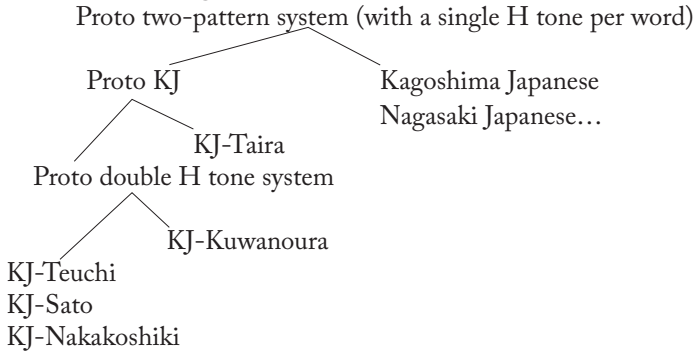 Proto two-pattern system (with a single H tone per word)
Proto KJ
Kagoshima Japanese
Nagasaki Japanese…
KJ-Taira
Proto double H tone system
KJ-Kuwanoura
KJ-Teuchi
KJ-Sato
KJ-Nakakoshiki